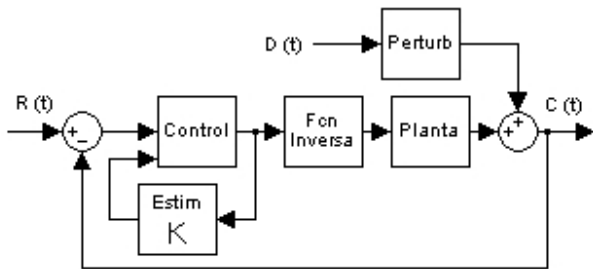 D (t)
Perturb
R (t)
C (t)
+
−
Control
Fcn
Inversa
Planta
+
+
Estim
K